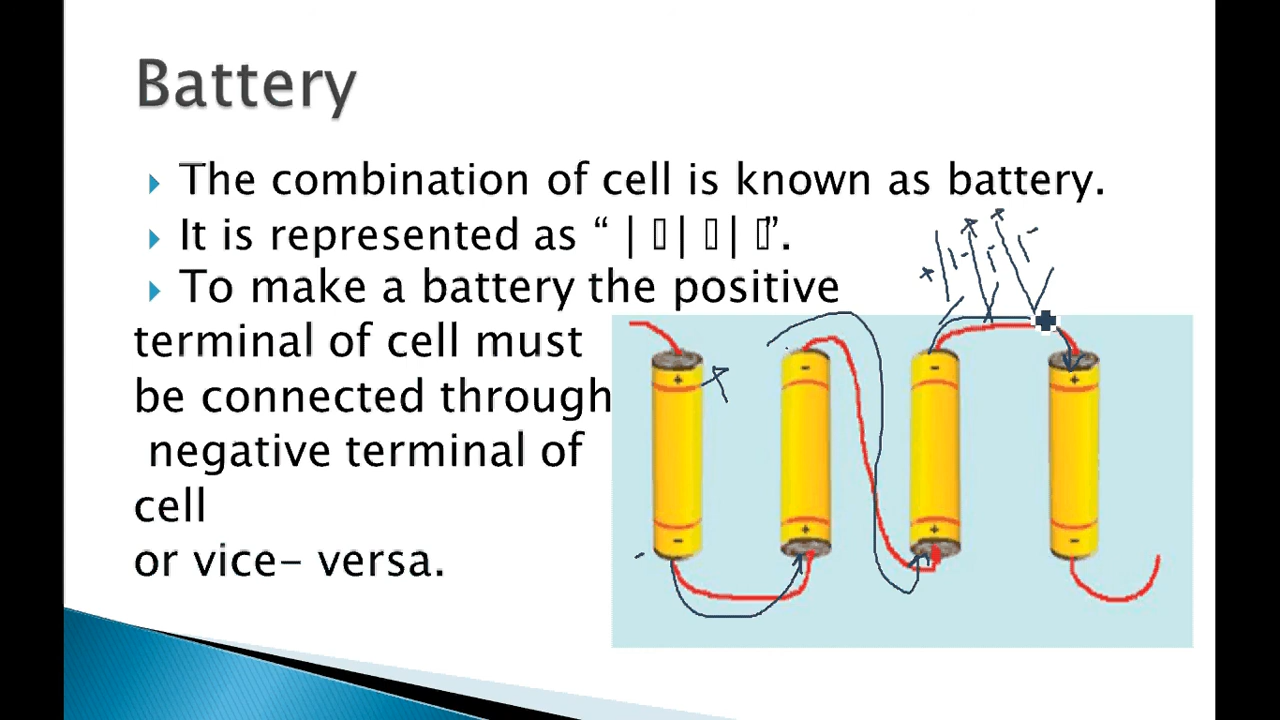 Battery
The combination of cell is known as battery.
It is represented as “ | ▯ | ▯ | ▯”.
To make a battery the positive
terminal of cell must
be connected through
negative terminal of
cell
or vice- versa.
+ - - +
- + + -